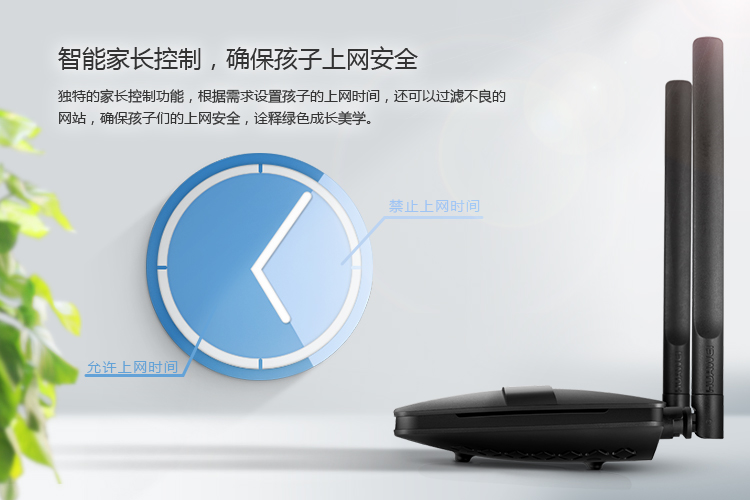 智能家长控制，确保孩子上网安全
独特的家长控制功能，根据需求设置孩子的上网时间，还可以过滤不良的
网站，确保孩子们的上网安全，诠释绿色成长美学。
禁止上网时间
允许上网时间
HUAWEI
HUAWEI